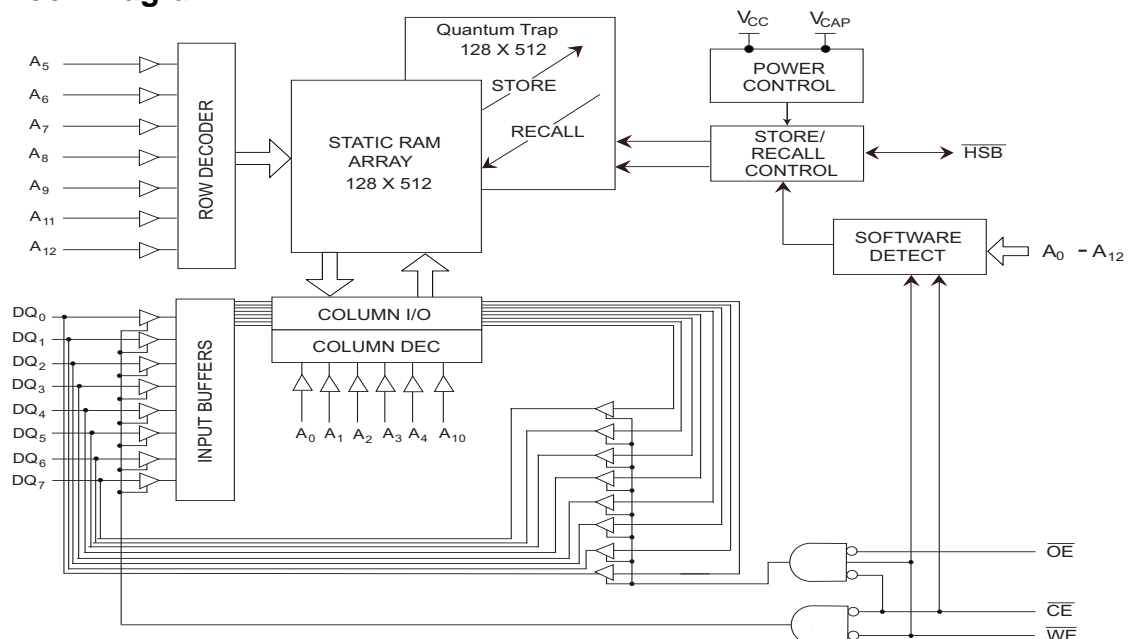 Quantum Trap
128 X 512
STORE
RECALL
STATIC RAM
ARRAY
128 X 512
VCC
VCAP
POWER
CONTROL
STORE/
RECALL
CONTROL
HSB
SOFTWARE
DETECT
A0 - A12
A5
A6
A7
A8
A9
A11
A12
ROW DECODER
DQ0
DQ1
DQ2
DQ3
DQ4
DQ5
DQ6
DQ7
INPUT BUFFERS
COLUMN I/O
COLUMN DEC
A0 A1 A2 A3 A4 A10
OE
CE
WE